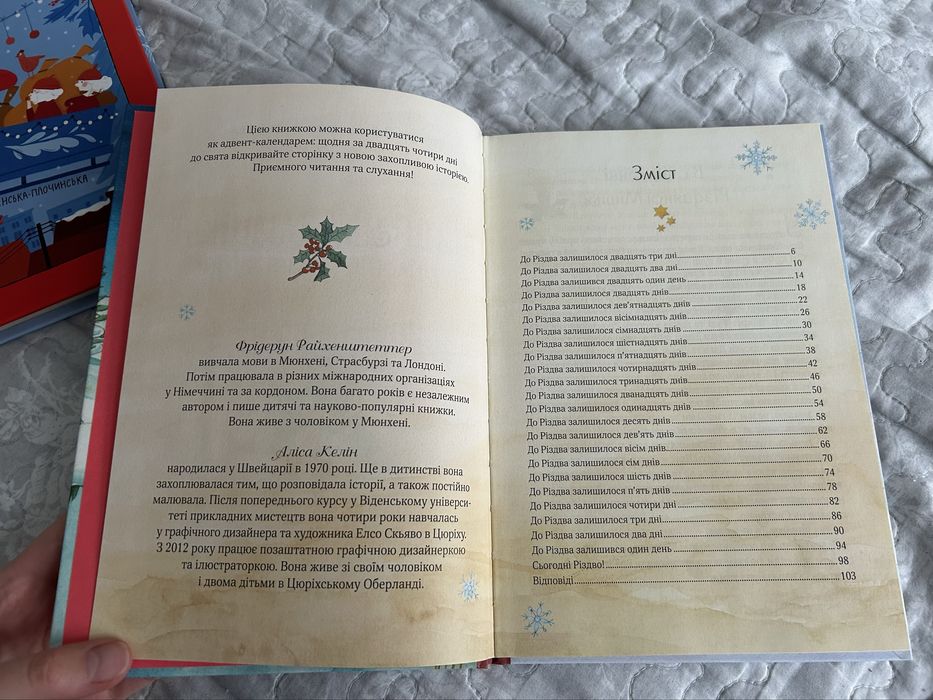 НСЬКА-ПЛОЧИНСЬКА
Цією книжкою можна користуватися
як адвент-календарем: щодня за двадцять чотири дні
до свята відкривайте сторінку з новою захопливою історією.
Приємного читання та слухання!
Фрідерун Райхенштеттер
вивчала мови в Мюнхені, Страсбурзі та Лондоні.
Потім працювала в різних міжнародних організаціях
у Німеччині та за кордоном. Вона багато років є незалежним
автором і пише дитячі та науково-популярні книжки.
Вона живе з чоловіком у Мюнхені.
Аліса Келін
народилася у Швейцарії в 1970 році. Ще в дитинстві вона
захоплювалася тим, що розповідала історії, а також постійно
малювала. Після попереднього курсу у Віденському універси-
теті прикладних мистецтв вона чотири роки навчалась
у графічного дизайнера та художника Елсо Скьяво в Цюріху.
З 2012 року працює позаштатною графічною дизайнеркою
та ілюстраторкою. Вона живе зі своїм чоловіком
і двома дітьми в Цюріхському Оберланді.
Зміст
До Різдва залишилося двадцять три дні 6
До Різдва залишилося двадцять два дні 10
До Різдва залишився двадцять один день 14
До Різдва залишилося двадцять днів 18
До Різдва залишилося дев'ятнадцять днів 22
До Різдва залишилося вісімнадцять днів 26
До Різдва залишилося сімнадцять днів 30
До Різдва залишилося шістнадцять днів 34
До Різдва залишилося п'ятнадцять днів 38
До Різдва залишилося чотирнадцять днів 42
До Різдва залишилося тринадцять днів 46
До Різдва залишилося дванадцять днів 50
До Різдва залишилося одинадцять днів 54
До Різдва залишилося десять днів 58
До Різдва залишилося дев'ять днів 62
До Різдва залишилося вісім днів 66
До Різдва залишилося сім днів 70
До Різдва залишилося шість днів 74
До Різдва залишилося п'ять днів 78
До Різдва залишилося чотири дні 82
До Різдва залишилося три дні 86
До Різдва залишилося два дні 90
До Різдва залишився один день 94
Сьогодні Різдво! 98
Відповіді 103